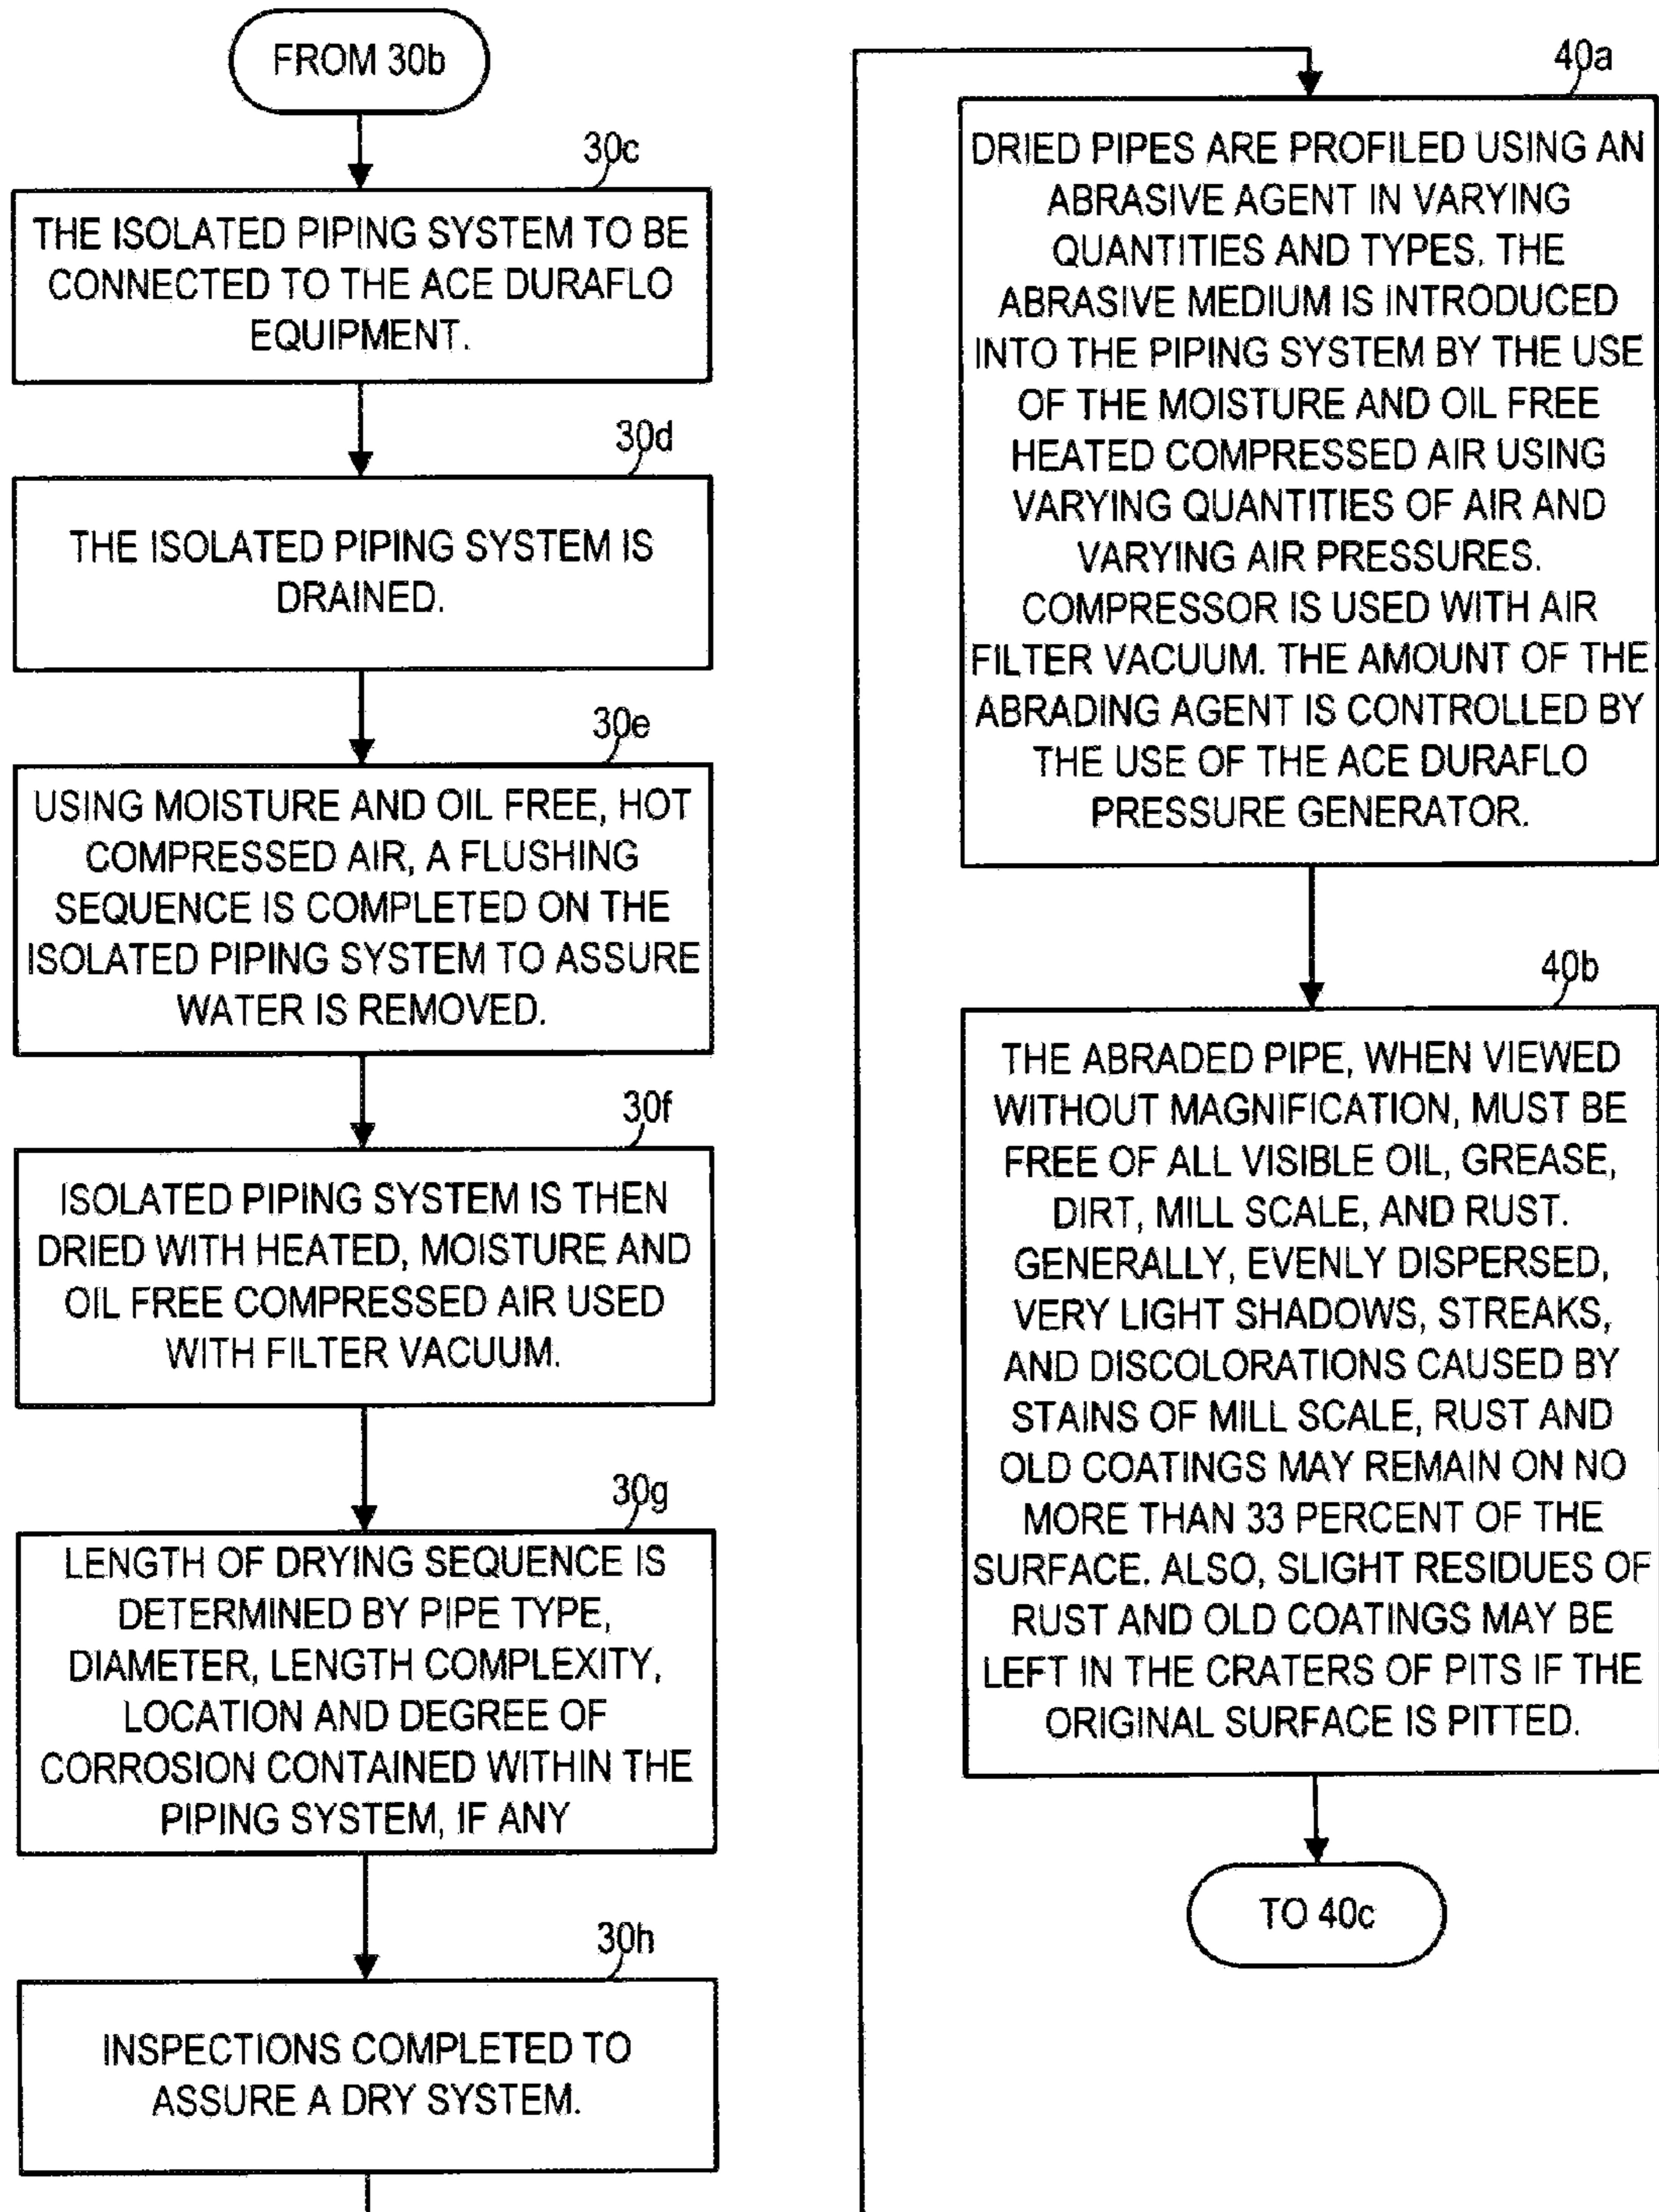 FROM 30b
30c
THE ISOLATED PIPING SYSTEM TO BE
CONNECTED TO THE ACE DURAFLO
EQUIPMENT.
30d
THE ISOLATED PIPING SYSTEM IS
DRAINED.
30e
USING MOISTURE AND OIL FREE, HOT
COMPRESSED AIR, A FLUSHING
SEQUENCE IS COMPLETED ON THE
ISOLATED PIPING SYSTEM TO ASSURE
WATER IS REMOVED.
30f
ISOLATED PIPING SYSTEM IS THEN
DRIED WITH HEATED, MOISTURE AND
OIL FREE COMPRESSED AIR USED
WITH FILTER VACUUM.
30g
LENGTH OF DRYING SEQUENCE IS
DETERMINED BY PIPE TYPE,
DIAMETER, LENGTH COMPLEXITY,
LOCATION AND DEGREE OF
CORROSION CONTAINED WITHIN THE
PIPING SYSTEM, IF ANY
30h
INSPECTIONS COMPLETED TO
ASSURE A DRY SYSTEM.
40a
DRIED PIPES ARE PROFILED USING AN
ABRASIVE AGENT IN VARYING
QUANTITIES AND TYPES. THE
ABRASIVE MEDIUM IS INTRODUCED
INTO THE PIPING SYSTEM BY THE USE
OF THE MOISTURE AND OIL FREE
HEATED COMPRESSED AIR USING
VARYING QUANTITIES OF AIR AND
VARYING AIR PRESSURES.
COMPRESSOR IS USED WITH AIR
FILTER VACUUM. THE AMOUNT OF THE
ABRADING AGENT IS CONTROLLED BY
THE USE OF THE ACE DURAFLO
PRESSURE GENERATOR.
40b
THE ABRADED PIPE, WHEN VIEWED
WITHOUT MAGNIFICATION, MUST BE
FREE OF ALL VISIBLE OIL, GREASE,
DIRT, MILL SCALE, AND RUST.
GENERALLY, EVENLY DISPERSED,
VERY LIGHT SHADOWS, STREAKS,
AND DISCOLORATIONS CAUSED BY
STAINS OF MILL SCALE, RUST AND
OLD COATINGS MAY REMAIN ON NO
MORE THAN 33 PERCENT OF THE
SURFACE. ALSO, SLIGHT RESIDUES OF
RUST AND OLD COATINGS MAY BE
LEFT IN THE CRATERS OF PITS IF THE
ORIGINAL SURFACE IS PITTED.
TO 40c